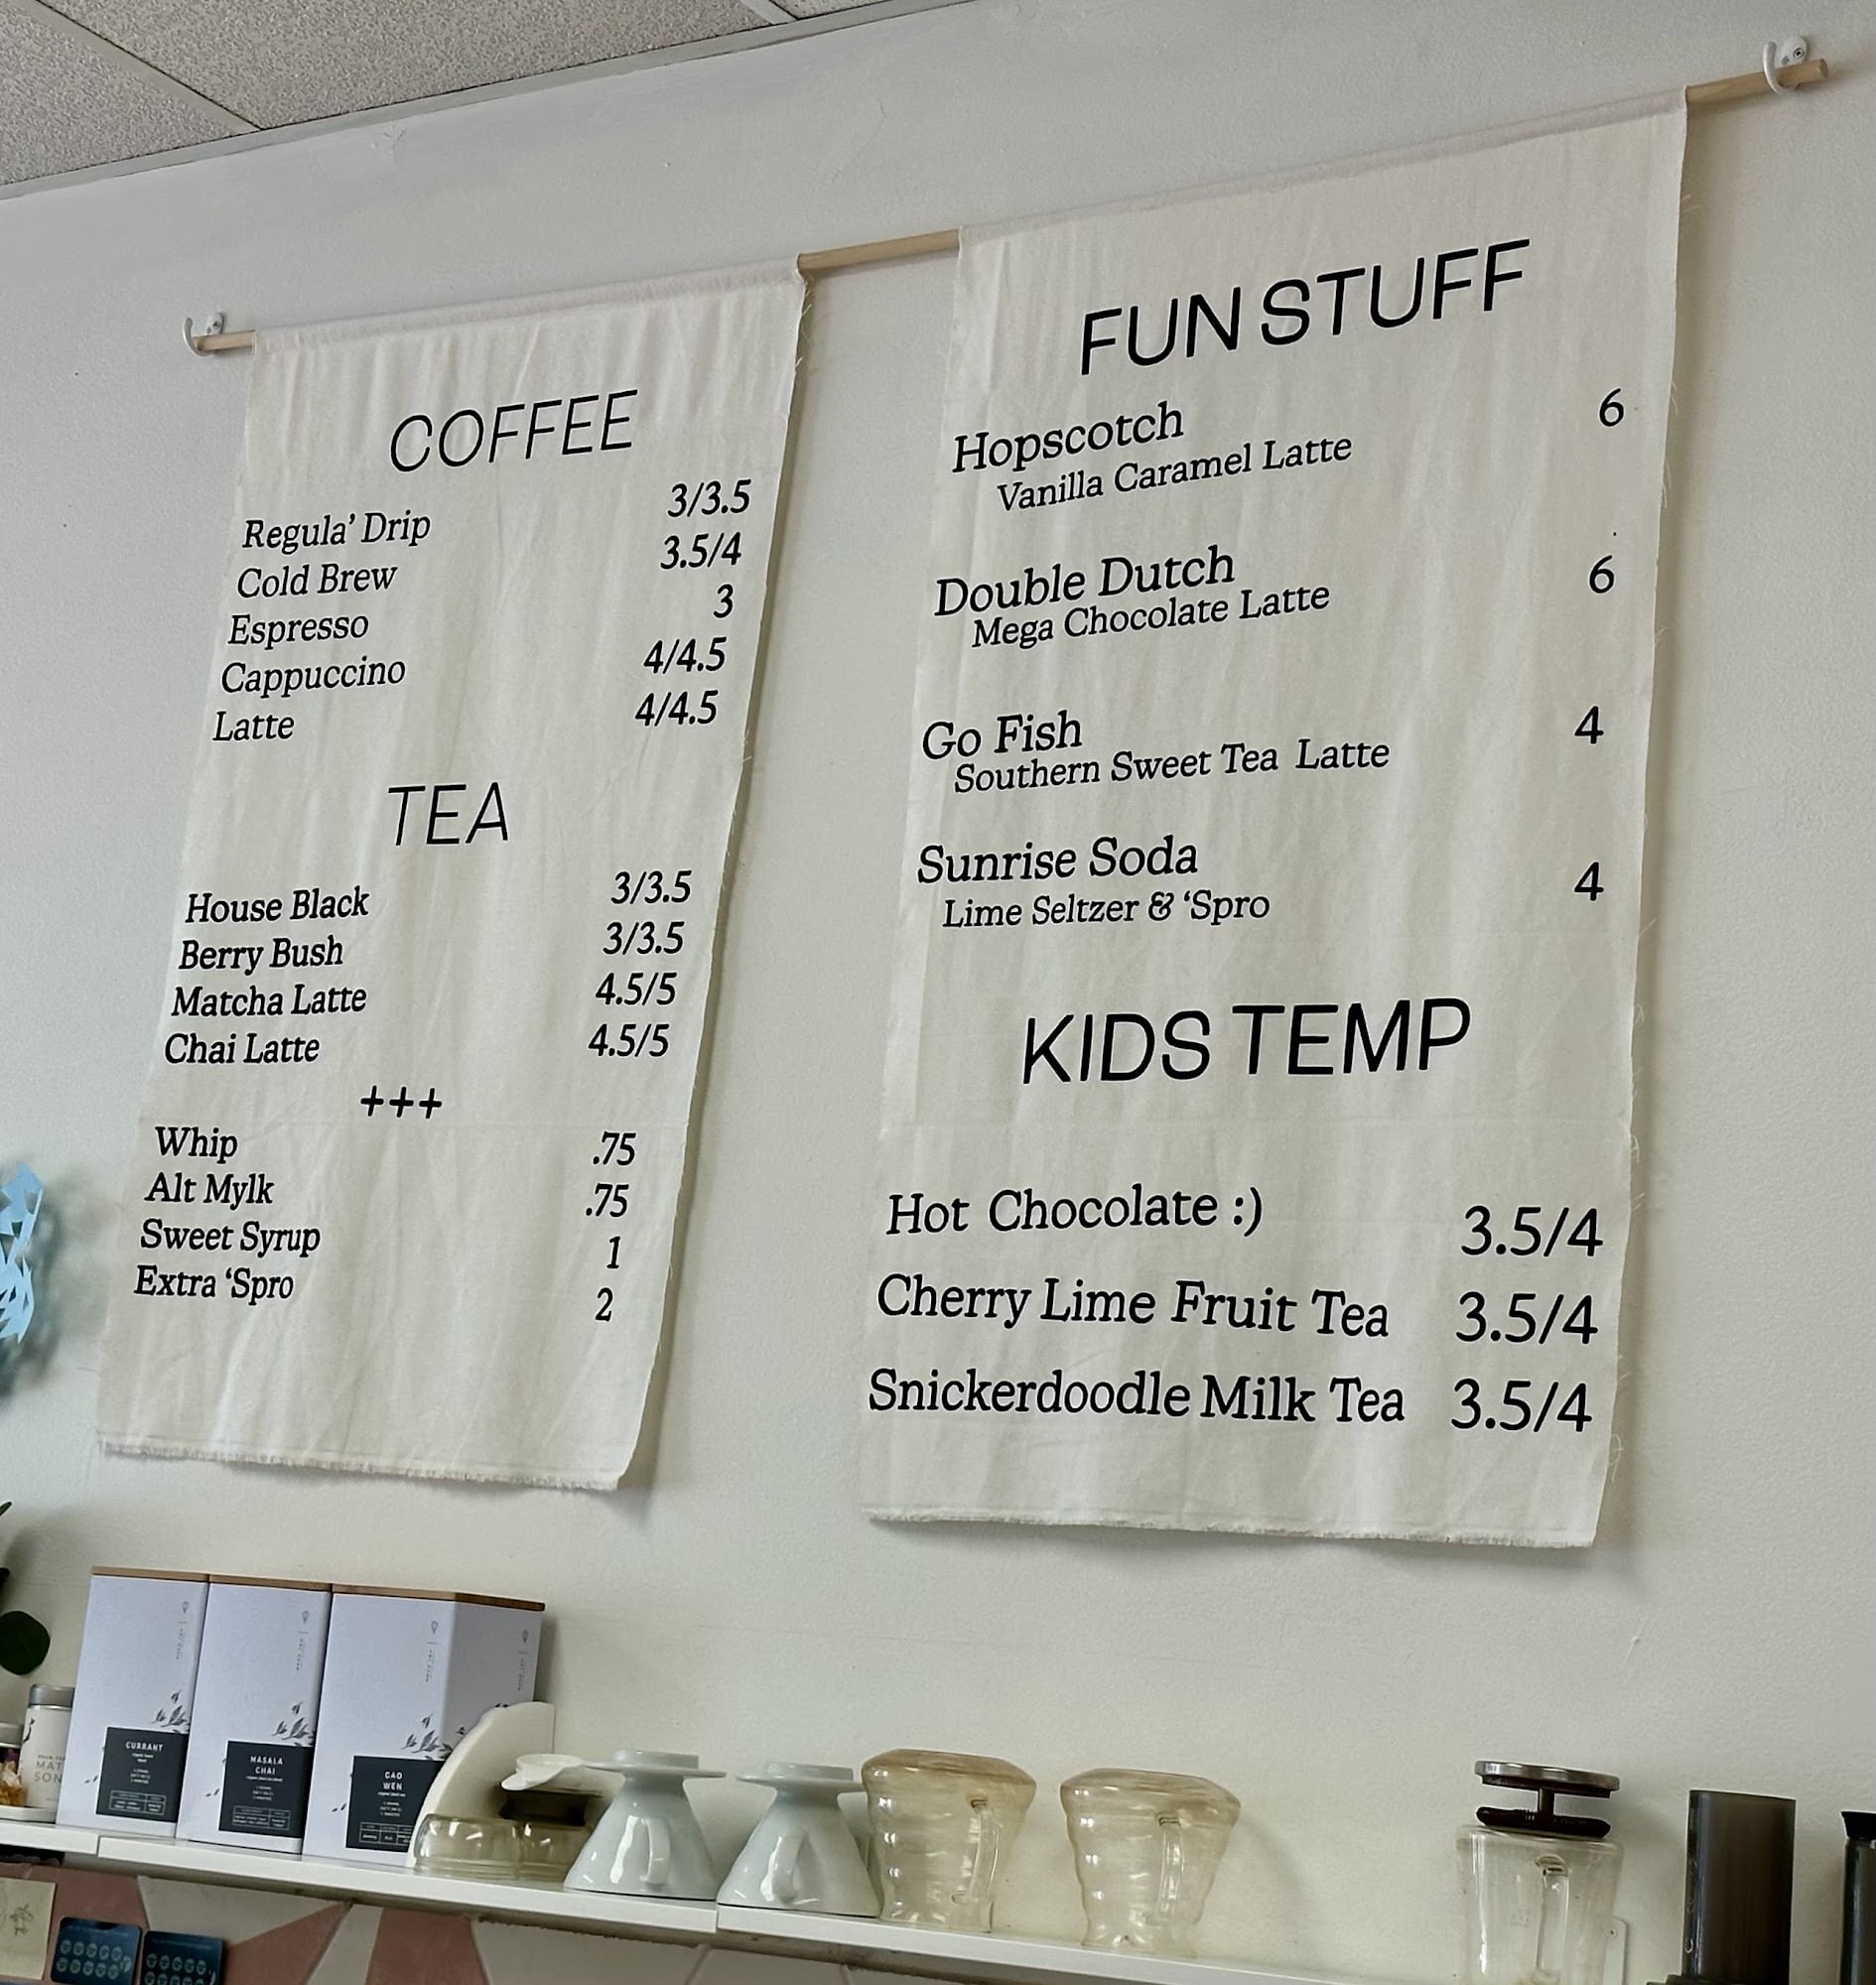 COFFEE
Regula’ Drip 3/3.5
Cold Brew 3.5/4
Espresso 3
Cappuccino 4/4.5
Latte 4/4.5
TEA
House Black 3/3.5
Berry Bush 3/3.5
Matcha Latte 4.5/5
Chai Latte 4.5/5
+++
Whip .75
Alt Mylk .75
Sweet Syrup 1
Extra ‘Spro 2
FUN STUFF
Hopscotch 6
Vanilla Caramel Latte
Double Dutch 6
Mega Chocolate Latte
Go Fish 4
Southern Sweet Tea Latte
Sunrise Soda 4
Lime Seltzer & ‘Spro
KIDS TEMP
Hot Chocolate :) 3.5/4
Cherry Lime Fruit Tea 3.5/4
Snickerdoodle Milk Tea 3.5/4
CURRANT
MASALA
CHAI
GAO
WEN